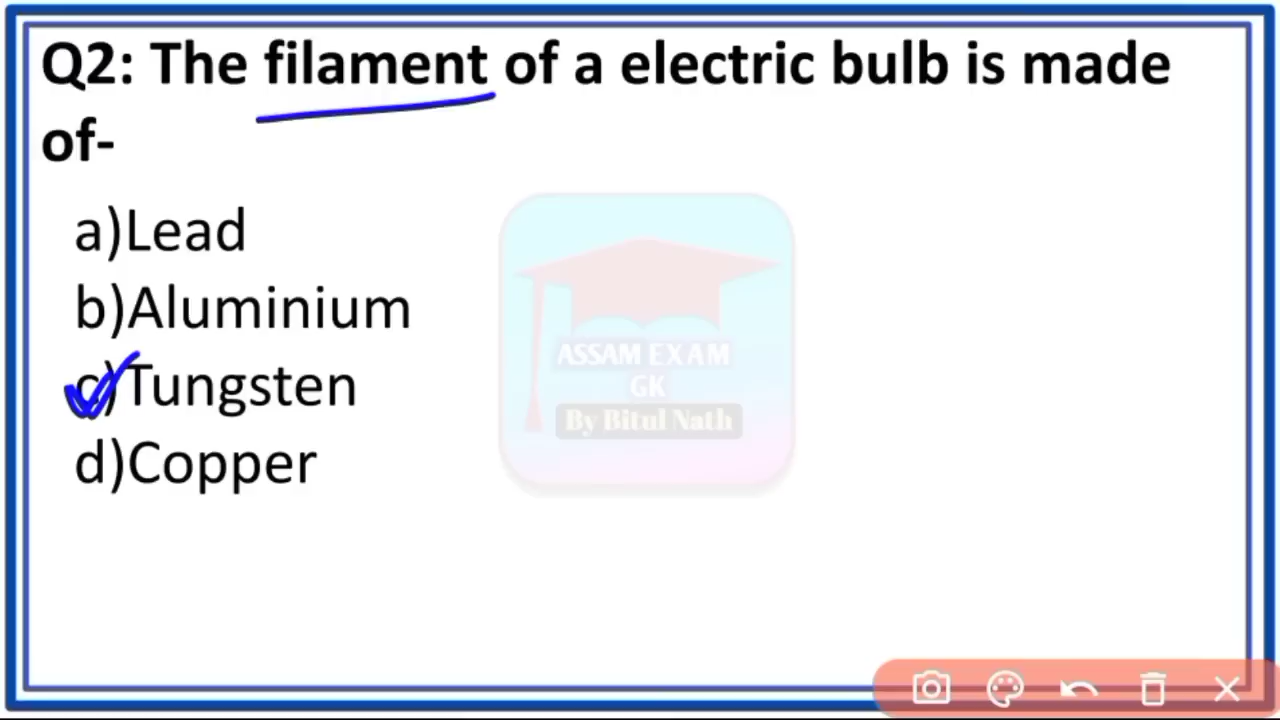 Q2: The filament of a electric bulb is made
of-
a)Lead
b)Aluminium
c)Tungsten
d)Copper
ASSAM EXAM
GK
By Bitul Nath